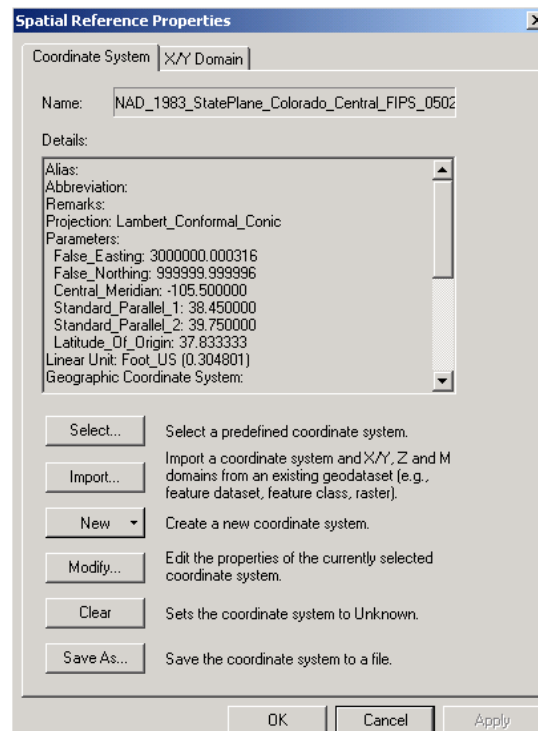 Spatial Reference Properties
Coordinate System
X/Y Domain
Name: NAD_1983_StatePlane_Colorado_Central_FIPS_0502
Details:
Alias:
Abbreviation:
Remarks:
Projection: Lambert_Conformal_Conic
Parameters:
False_Easting: 3000000.000316
False_Northing: 999999.999996
Central_Meridian: -105.500000
Standard_Parallel_1: 38.450000
Standard_Parallel_2: 39.750000
Latitude_Of_Origin: 37.833333
Linear Unit: Foot_US (0.304801)
Geographic Coordinate System:
Select... Select a predefined coordinate system.
Import a coordinate system and X/Y, Z and M
Import... domains from an existing geodataset (e.g.,
feature dataset, feature class, raster).
New Create a new coordinate system.
Modify... Edit the properties of the currently selected
coordinate system.
Clear Sets the coordinate system to Unknown.
Save As... Save the coordinate system to a file.
OK Cancel Apply